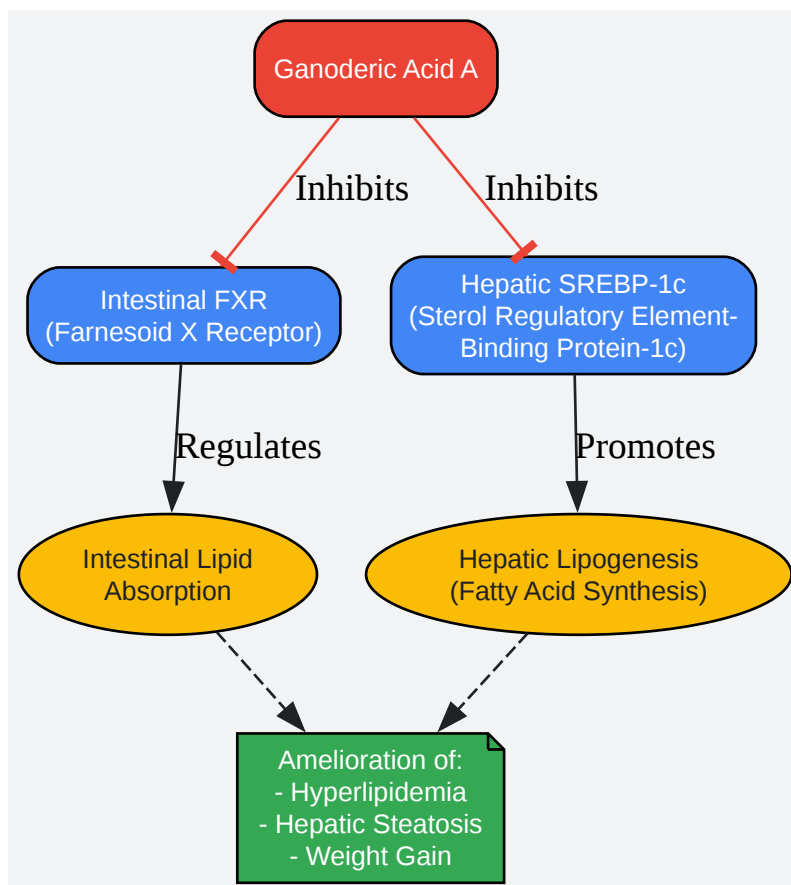 Ganoderic Acid A
Inhibits
Inhibits
Intestinal FXR
(Farnesoid X Receptor)
Hepatic SREBP-1c
(Sterol Regulatory Element-
Binding Protein-1c)
Regulates
Promotes
Intestinal Lipid
Absorption
Hepatic Lipogenesis
(Fatty Acid Synthesis)
Amelioration of:
- Hyperlipidemia
- Hepatic Steatosis
- Weight Gain